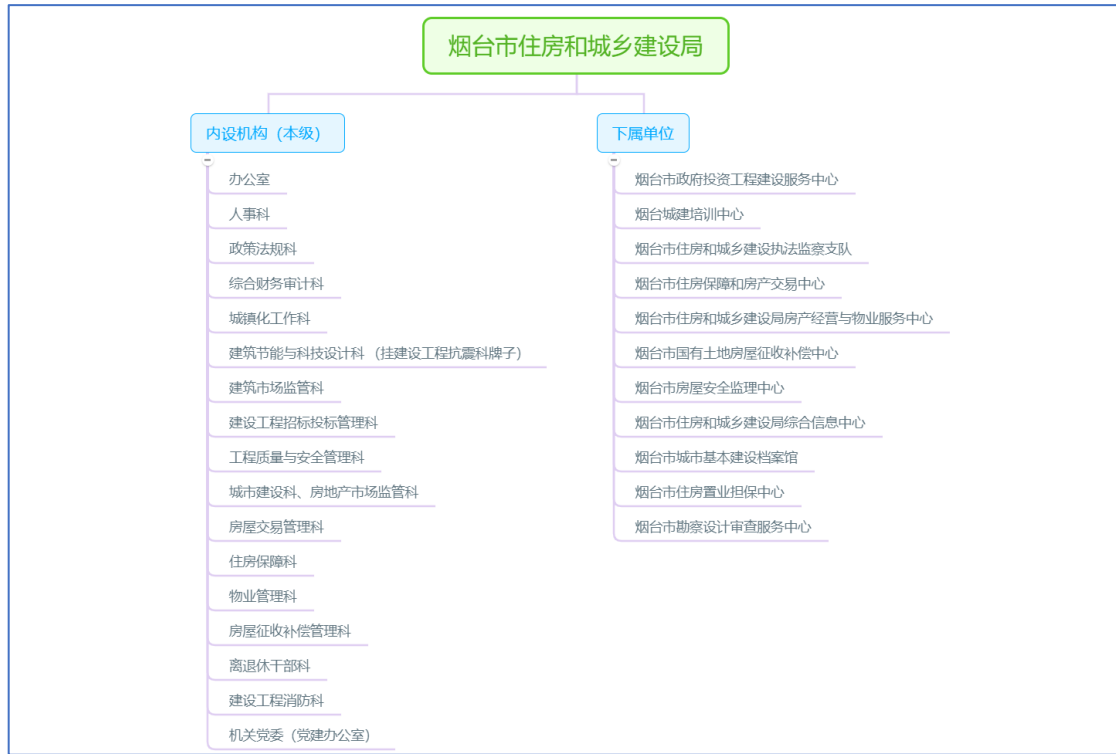 烟台市住房和城乡建设局
内设机构（本级）
办公室
人事科
政策法规科
综合财务审计科
城镇化工作科
建筑节能与科技设计科 （挂建设工程抗震科牌子）
建筑市场监管科
建设工程招标投标管理科
工程质量与安全管理科
城市建设科、房地产市场监管科
房屋交易管理科
住房保障科
物业管理科
房屋征收补偿管理科
离退休干部科
建设工程消防科
机关党委（党建办公室）
下属单位
烟台市政府投资工程建设服务中心
烟台城建培训中心
烟台市住房和城乡建设执法监察支队
烟台市住房保障和房产交易中心
烟台市住房和城乡建设局房产经营与物业服务中心
烟台市国有土地房屋征收补偿中心
烟台市房屋安全监理中心
烟台市住房和城乡建设局综合信息中心
烟台市城市基本建设档案馆
烟台市住房置业担保中心
烟台市勘察设计审查服务中心